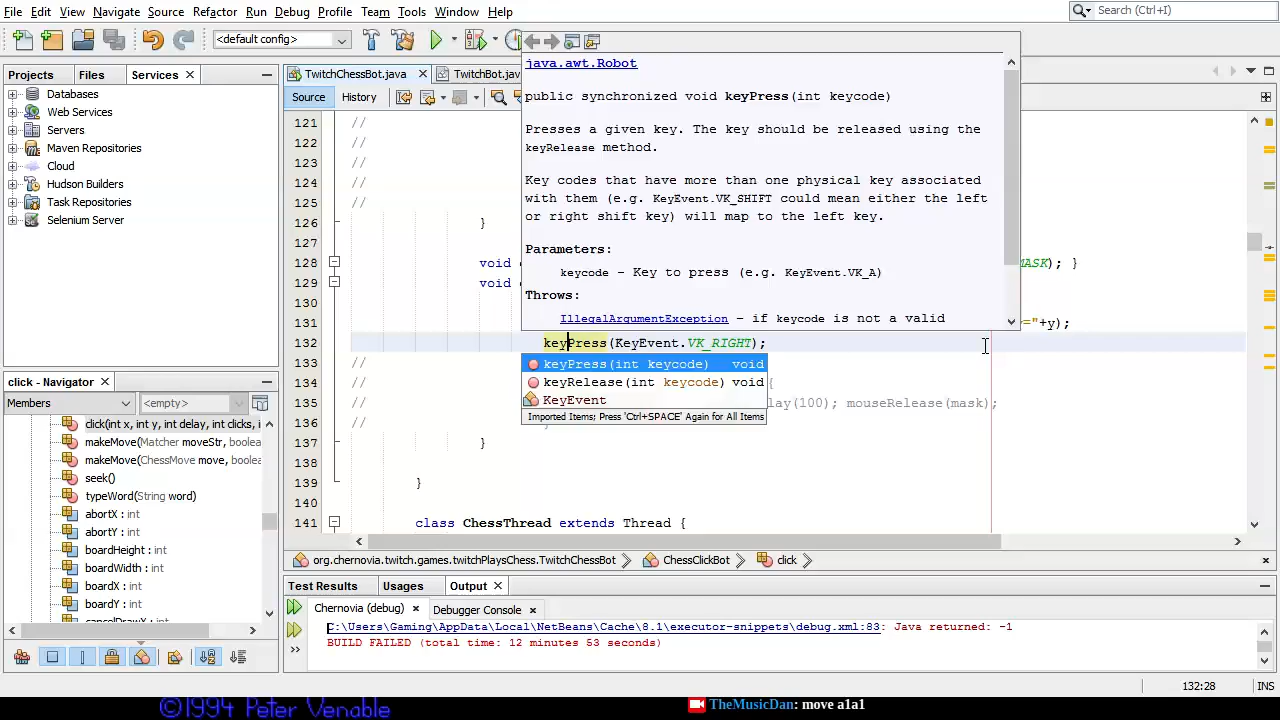 File Edit View Navigate Source Refactor Run Debug Profile Team Tools Window Help
Search (Ctrl+I)
<default config>
Projects Files Services
Databases
Web Services
Servers
Maven Repositories
Cloud
Hudson Builders
Task Repositories
Selenium Server
click - Navigator
Members <empty>
click(int x, int y, int delay, int clicks, i
makeMove(Matcher moveStr, boolea
makeMove(ChessMove move, boolea
seek()
typeWord(String word)
abortX : int
abortY : int
boardHeight : int
boardWidth : int
boardX : int
boardY : int
TwitchChessBot.java TwitchBot.jav
Source History
java.awt.Robot
public synchronized void keyPress(int keycode)
Presses a given key. The key should be released using the
keyRelease method.
Key codes that have more than one physical key associated
with them (e.g. KeyEvent.VK_SHIFT could mean either the left
or right shift key) will map to the left key.
Parameters:
keycode - Key to press (e.g. KeyEvent.VK_A)
Throws:
IllegalArgumentException - if keycode is not a valid
121 //
122 //
123 //
124 //
125 //
126 }
127
128 void MASK); }
129 void
130
131 ="+y);
132 keyPress(KeyEvent.VK_RIGHT);
133 //
134 // {
135 // lay(100); mouseRelease(mask);
136 //
137 }
138
139 }
140
141 class ChessThread extends Thread {
keyPress(int keycode) void
keyRelease(int keycode) void
KeyEvent
Imported Items; Press 'Ctrl+SPACE' Again for All Items
org.chernovia.twitch.games.twitchPlaysChess.TwitchChessBot ChessClickBot click
Test Results Usages Output
Chernovia (debug) Debugger Console
C:\Users\Gaming\AppData\Local\NetBeans\Cache\8.1\executor-snippets\debug.xml:83: Java returned: -1
BUILD FAILED (total time: 12 minutes 53 seconds)
132:28 INS
©1994 Peter Venable
TheMusicDan: move a1a1